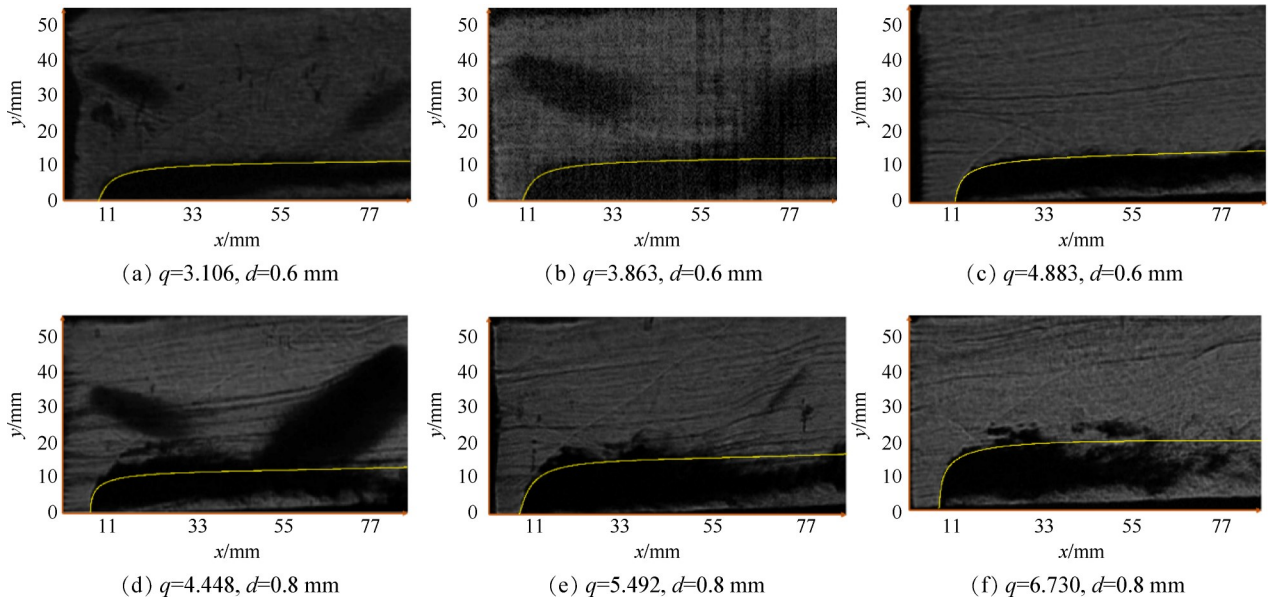 y/mm
50
40
30
20
10
0
11 33 55 77
x/mm
(a) q=3.106, d=0.6 mm
y/mm
50
40
30
20
10
0
11 33 55 77
x/mm
(b) q=3.863, d=0.6 mm
y/mm
50
40
30
20
10
0
11 33 55 77
x/mm
(c) q=4.883, d=0.6 mm
y/mm
50
40
30
20
10
0
11 33 55 77
x/mm
(d) q=4.448, d=0.8 mm
y/mm
50
40
30
20
10
0
11 33 55 77
x/mm
(e) q=5.492, d=0.8 mm
y/mm
50
40
30
20
10
0
11 33 55 77
x/mm
(f) q=6.730, d=0.8 mm